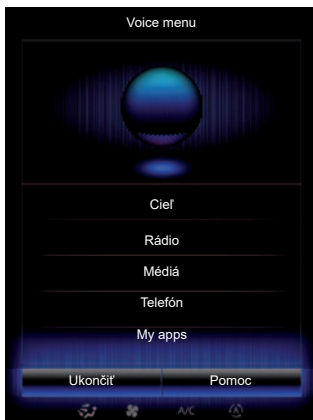 Voice menu
Cieľ
Rádio
Médiá
Telefón
My apps
Ukončiť Pomoc
A/C